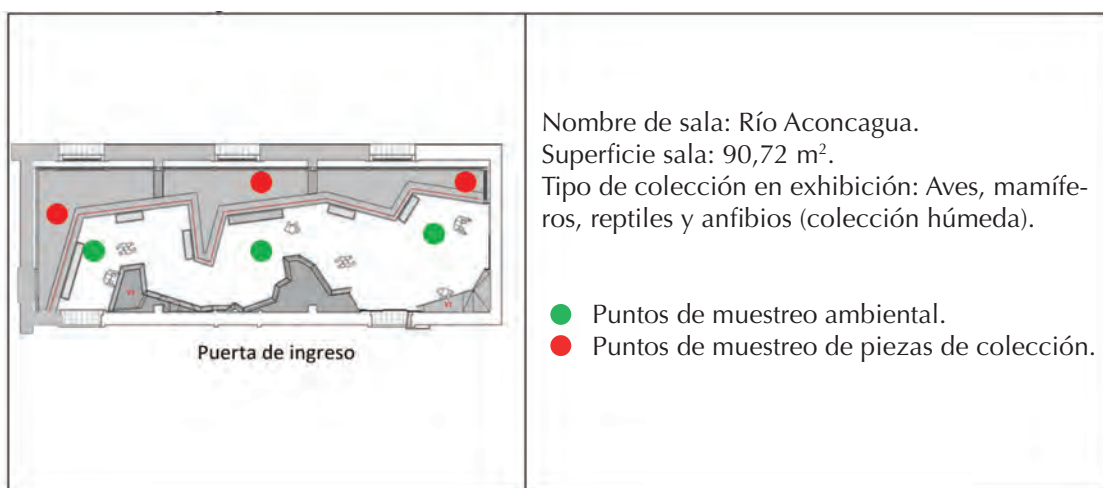 Nombre de sala: Río Aconcagua.
Superficie sala: 90,72 m².
Tipo de colección en exhibición: Aves, mamífe-
ros, reptiles y anfibios (colección húmeda).
Puntos de muestreo ambiental.
Puntos de muestreo de piezas de colección.
Puerta de ingreso